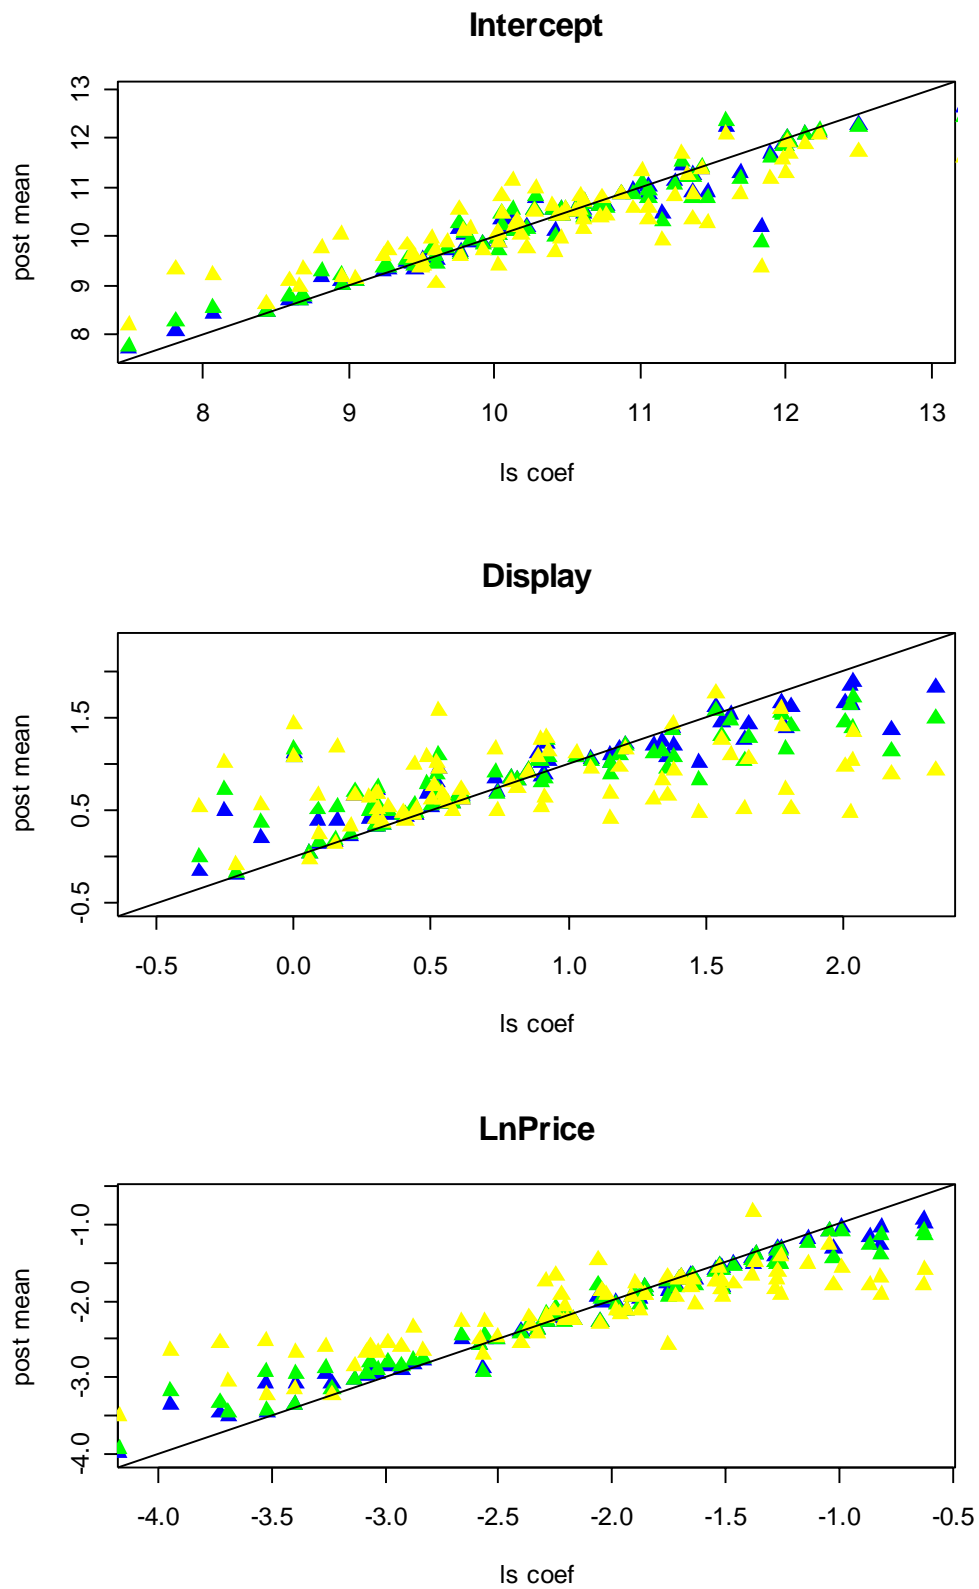 Intercept
13
12
11
10
9
8
post mean
8 9 10 11 12 13
ls coef
Display
1.5
0.5
-0.5
post mean
-0.5 0.0 0.5 1.0 1.5 2.0
ls coef
LnPrice
-1.0
-2.0
-3.0
-4.0
post mean
-4.0 -3.5 -3.0 -2.5 -2.0 -1.5 -1.0 -0.5
ls coef